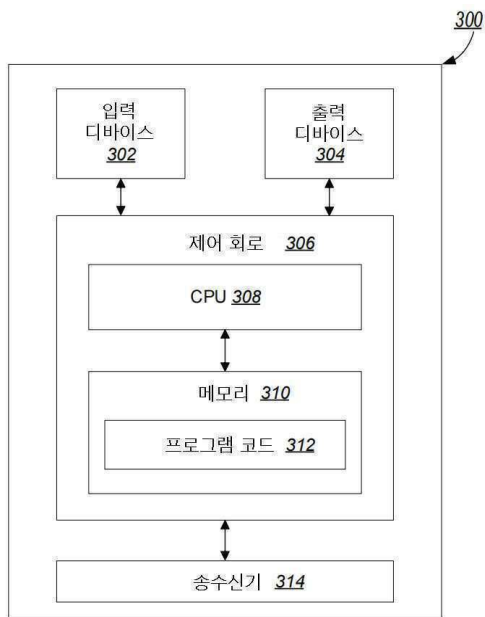 300
입력
디바이스
302
출력
디바이스
304
제어 회로 306
CPU 308
메모리 310
프로그램 코드 312
송수신기 314